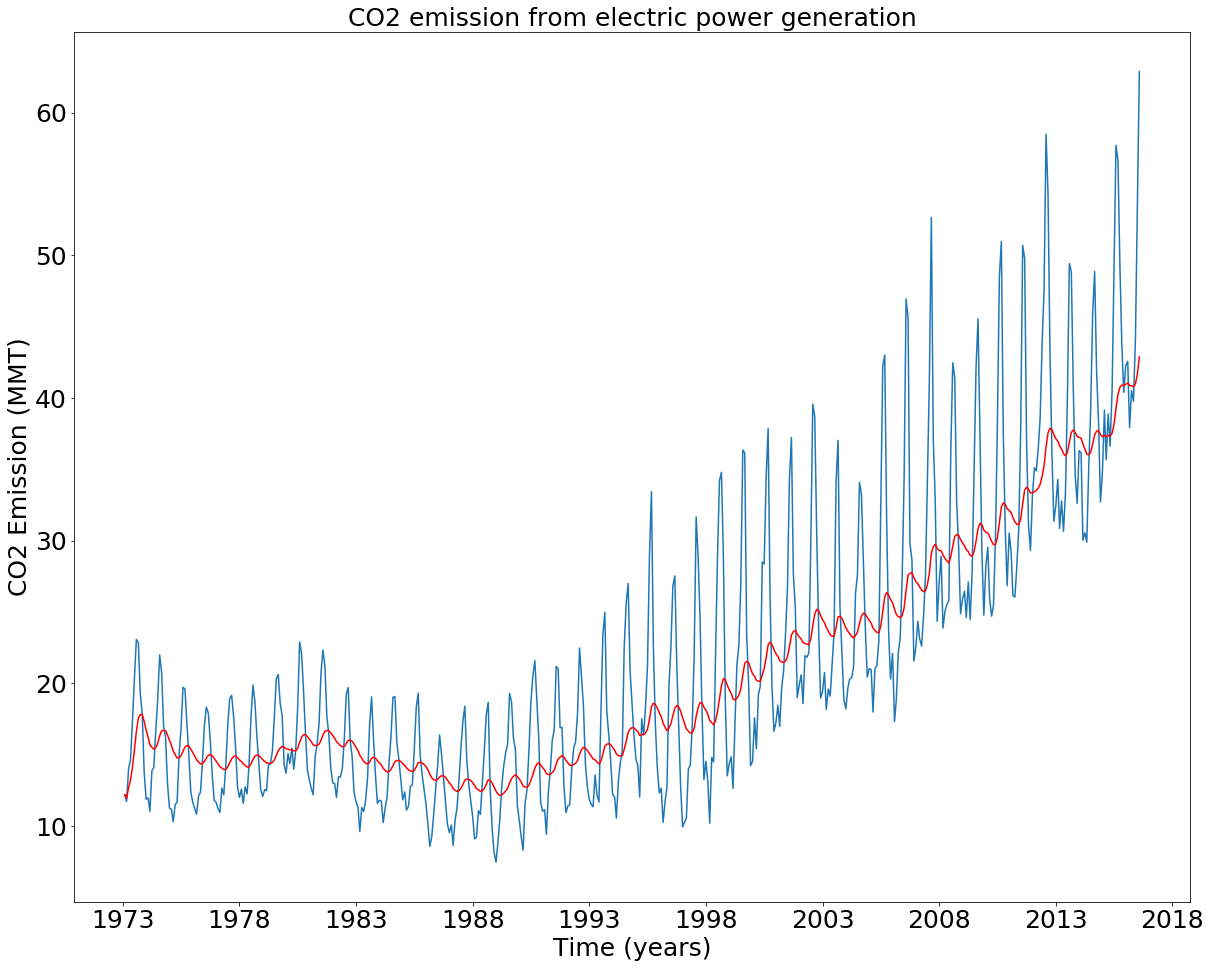 CO2 emission from electric power generation
CO2 Emission (MMT)
60
50
40
30
20
10
1973 1978 1983 1988 1993 1998 2003 2008 2013 2018
Time (years)